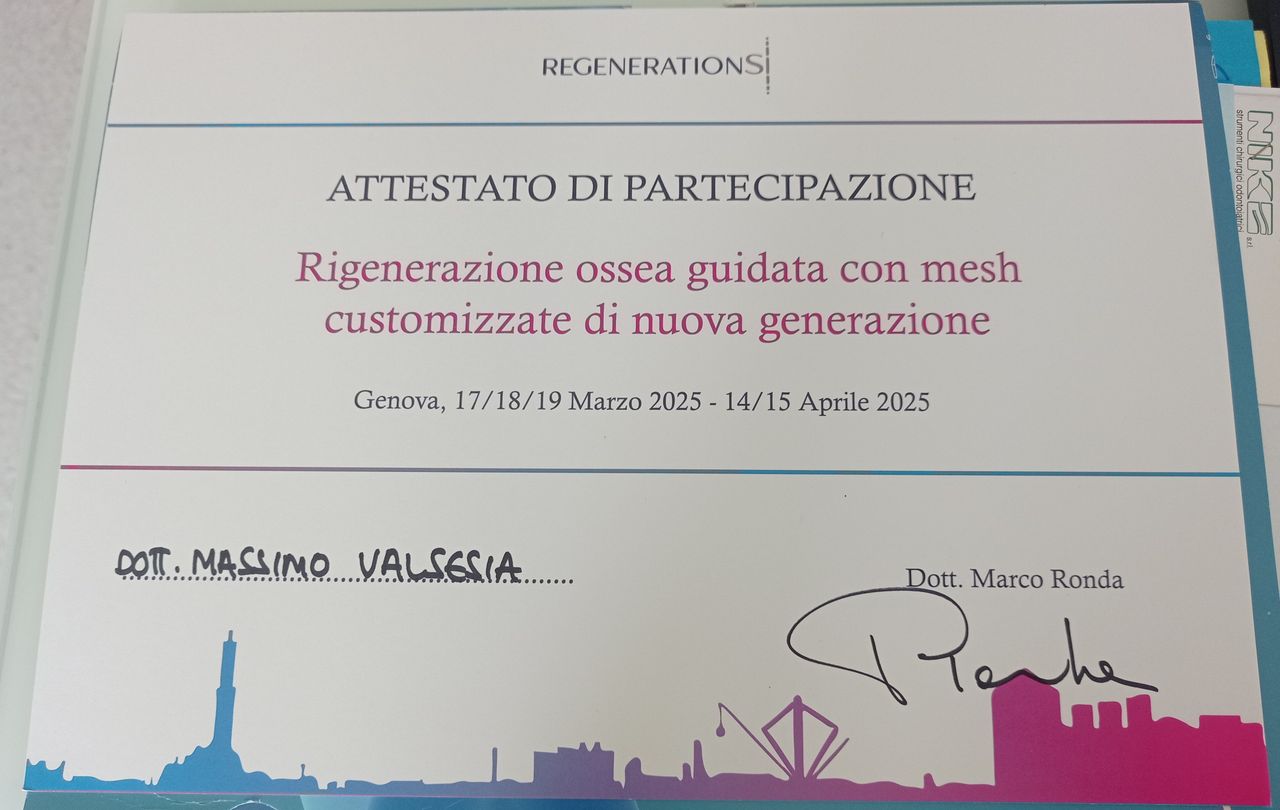 REGENERATIONS
ATTESTATO DI PARTECIPAZIONE
Rigenerazione ossea guidata con mesh
customizzate di nuova generazione
Genova, 17/18/19 Marzo 2025 - 14/15 Aprile 2025
DOTT. MASSIMO VALSESIA
Dott. Marco Ronda
NIKE s.r.l.
strumenti chirurgici odontoiatrici